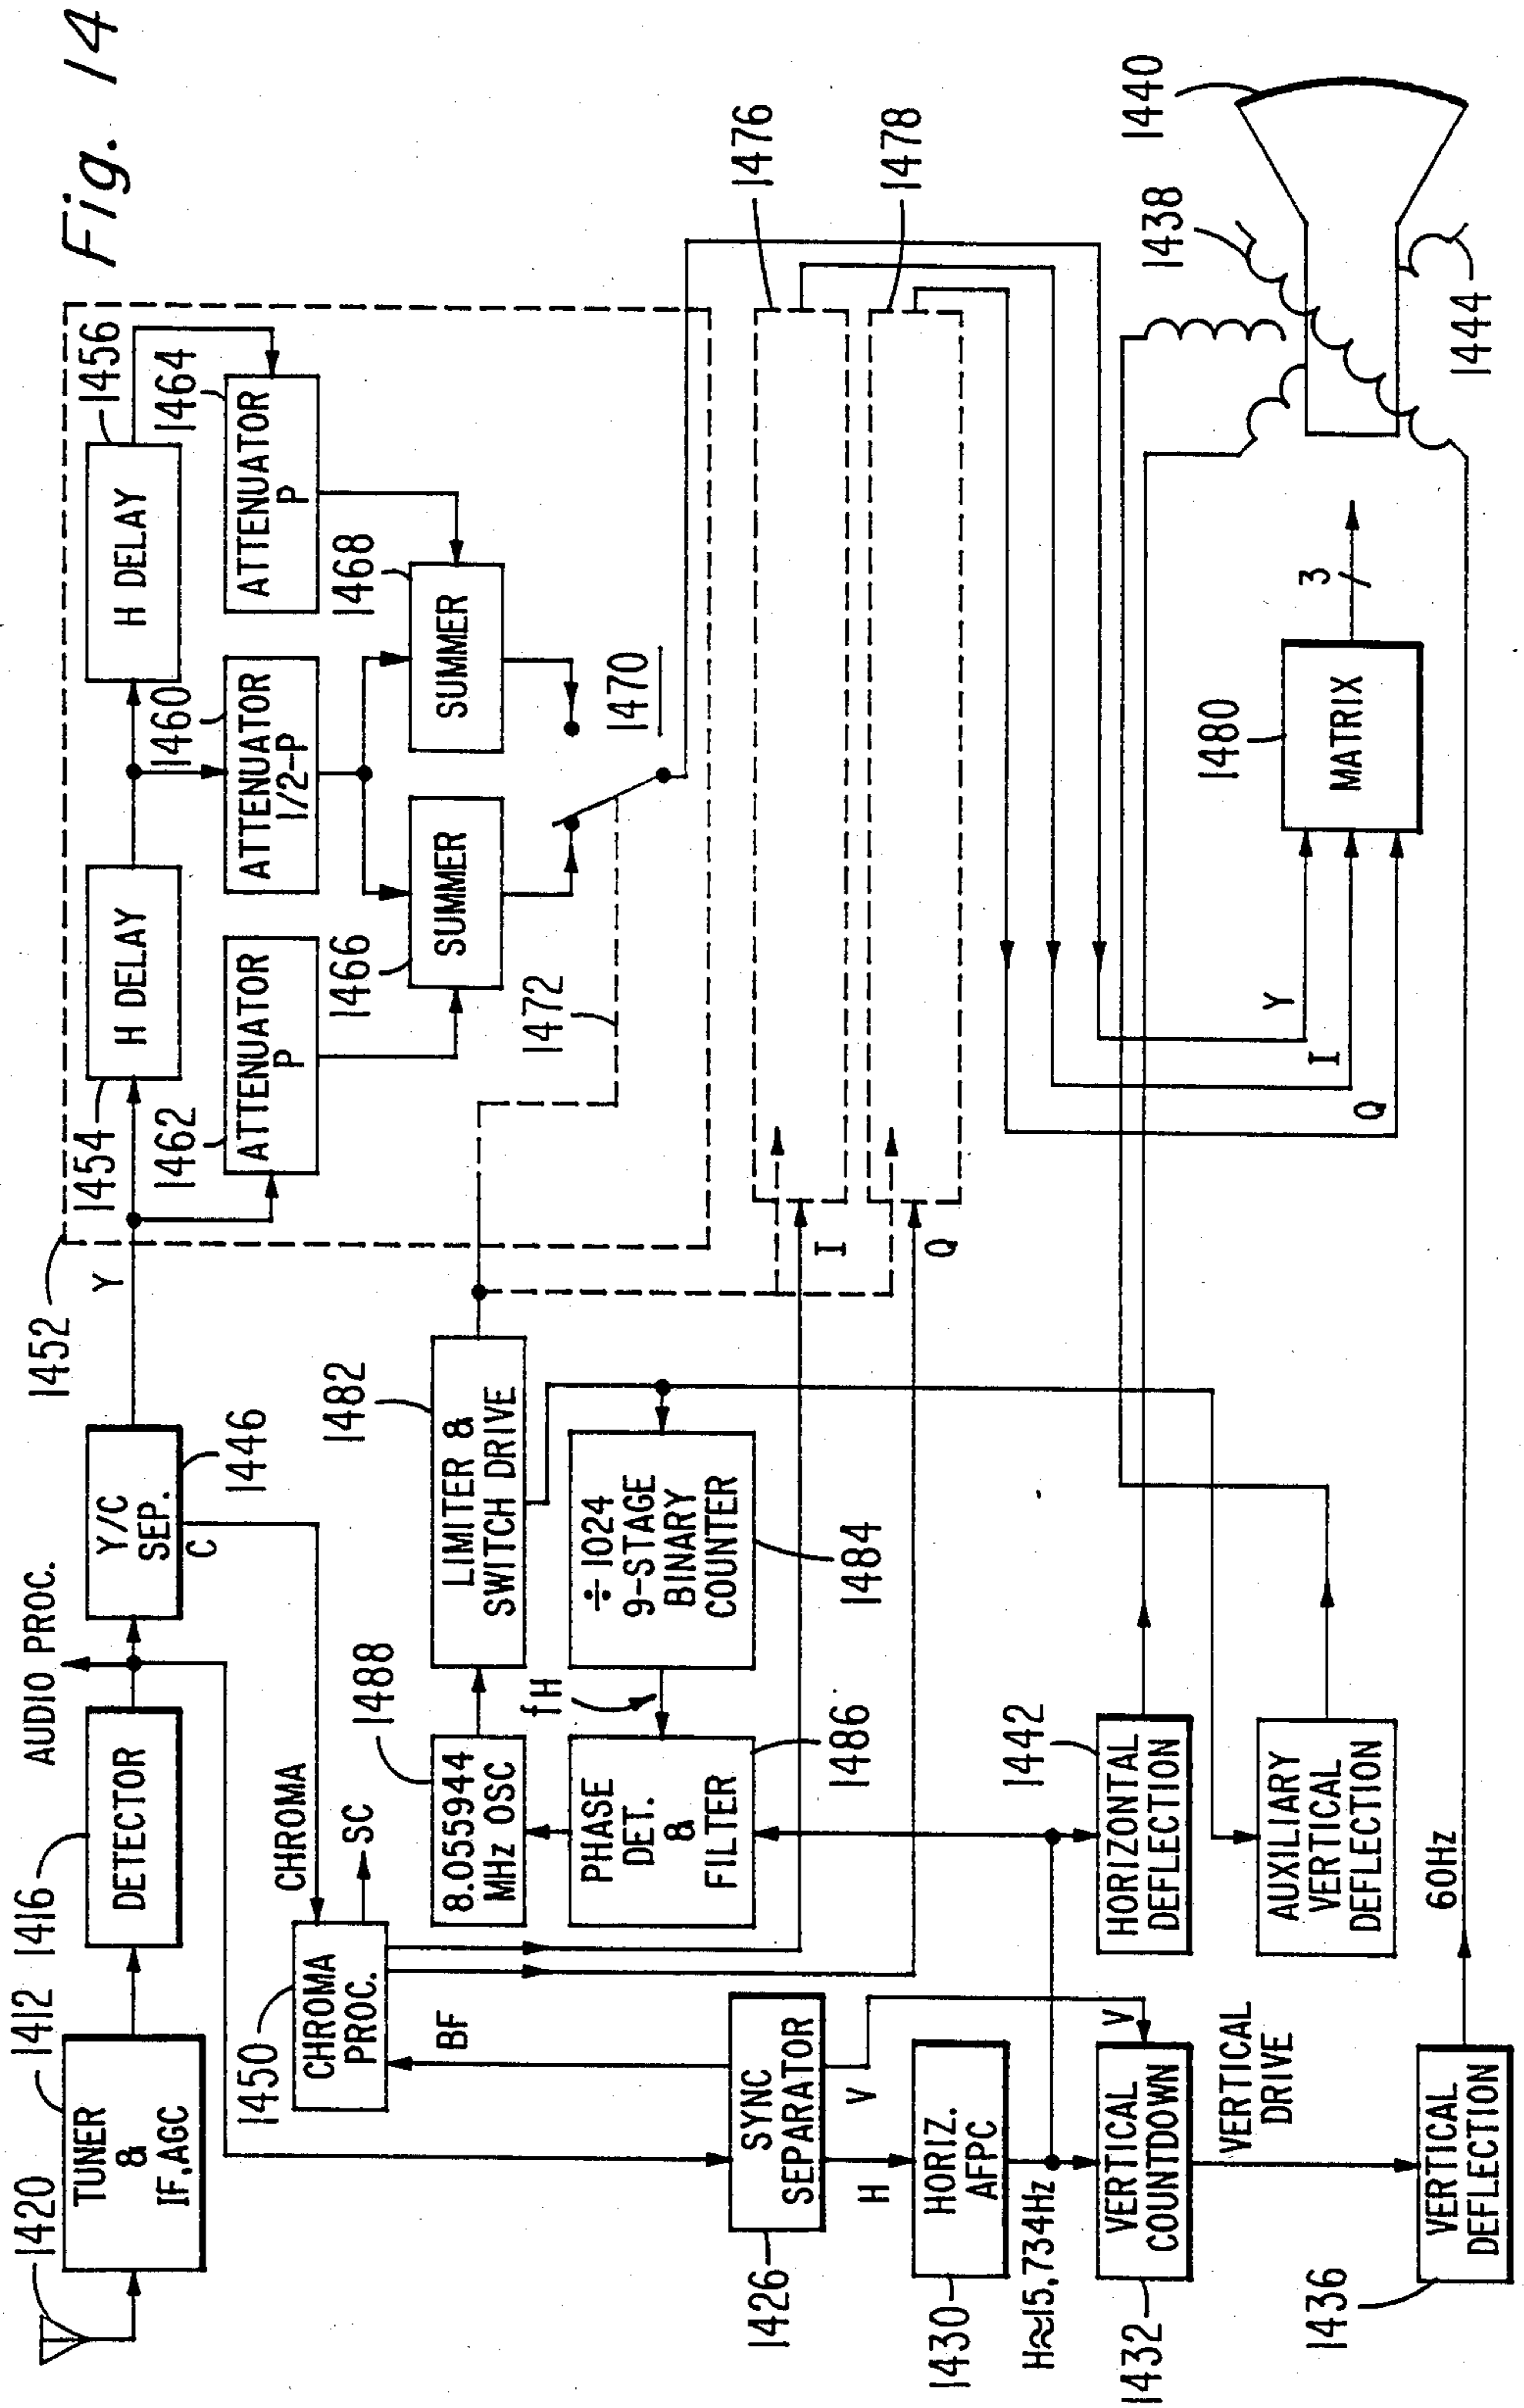 Fig. 14
1420
1412
1416
AUDIO PROC.
1452
TUNER
&
IF, AGC
DETECTOR
Y/C
SEP.
1446
C
Y
1454
H DELAY
H DELAY
1456
1462
ATTENUATOR
P
1460
ATTENUATOR
1/2-P
1464
ATTENUATOR
P
1466
SUMMER
1468
SUMMER
1470
1472
1450
CHROMA
PROC.
CHROMA
SC
BF
1488
8.055944
MHz OSC
1482
LIMITER &
SWITCH DRIVE
PHASE
DET.
&
FILTER
1486
fH
÷1024
9-STAGE
BINARY
COUNTER
1484
I
Q
1476
1478
1426
SYNC
SEPARATOR
V
H
1430
HORIZ.
AFPC
H≈15,734Hz
1432
VERTICAL
COUNTDOWN
V
VERTICAL
DRIVE
1442
HORIZONTAL
DEFLECTION
AUXILIARY
VERTICAL
DEFLECTION
1436
VERTICAL
DEFLECTION
60Hz
Y
I
Q
1480
MATRIX
3
1438
1440
1444